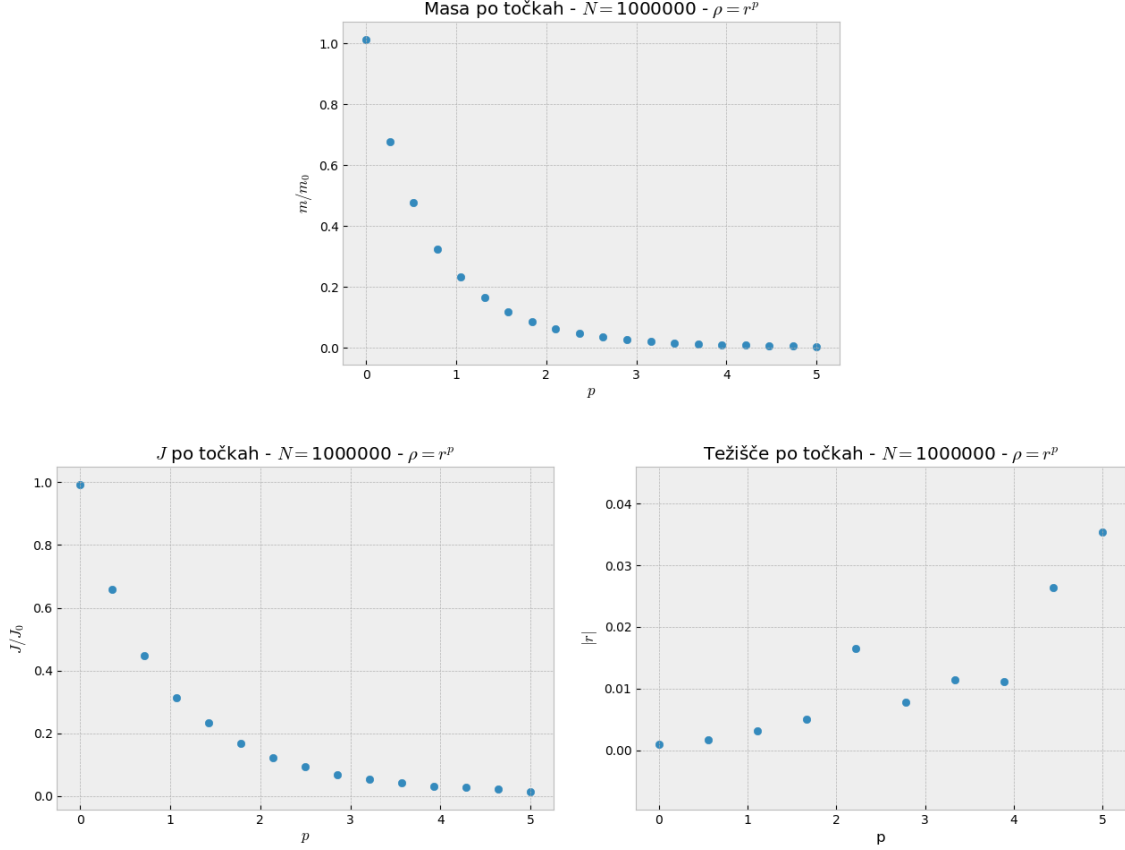 Masa po točkah - N = 1000000 - ρ = r^p
1.0
0.8
0.6
0.4
0.2
0.0
m/m₀
0 1 2 3 4 5
p
J po točkah - N = 1000000 - ρ = r^p
1.0
0.8
0.6
0.4
0.2
0.0
J/J₀
0 1 2 3 4 5
p
Težišče po točkah - N = 1000000 - ρ = r^p
0.04
0.03
0.02
0.01
0.00
|r|
0 1 2 3 4 5
p